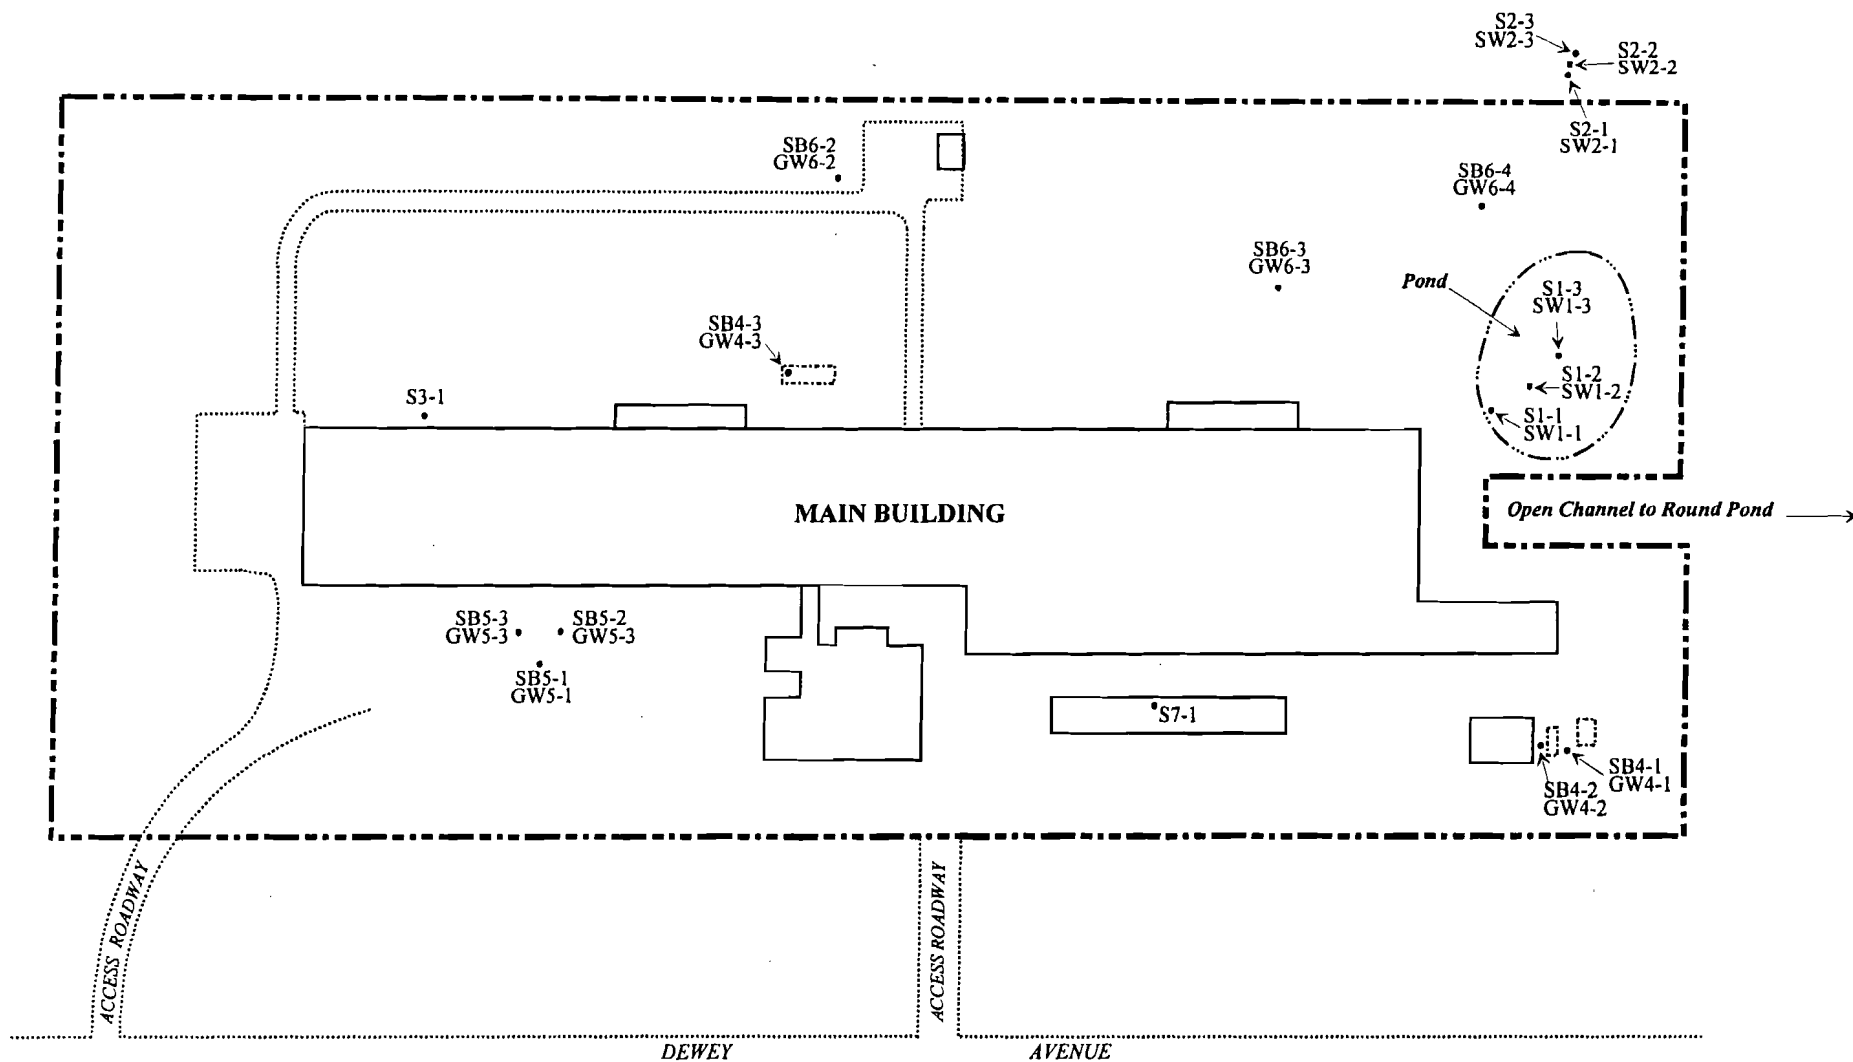 S2-3
SW2-3
S2-2
SW2-2
S2-1
SW2-1
SB6-2
GW6-2
SB6-4
GW6-4
SB6-3
GW6-3
Pond
S1-3
SW1-3
SB4-3
GW4-3
S1-2
SW1-2
S3-1
S1-1
SW1-1
MAIN BUILDING
Open Channel to Round Pond
SB5-3
GW5-3
SB5-2
GW5-3
SB5-1
GW5-1
S7-1
SB4-1
GW4-1
SB4-2
GW4-2
ACCESS ROADWAY
ACCESS ROADWAY
DEWEY AVENUE